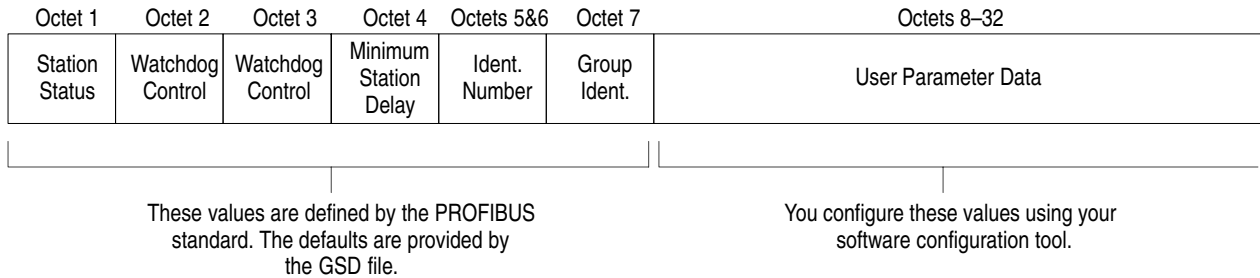 Octet 1 Octet 2 Octet 3 Octet 4 Octets 5&6 Octet 7 Octets 8–32
Station Status
Watchdog Control
Watchdog Control
Minimum Station Delay
Ident. Number
Group Ident.
User Parameter Data
These values are defined by the PROFIBUS
standard. The defaults are provided by
the GSD file.
You configure these values using your
software configuration tool.